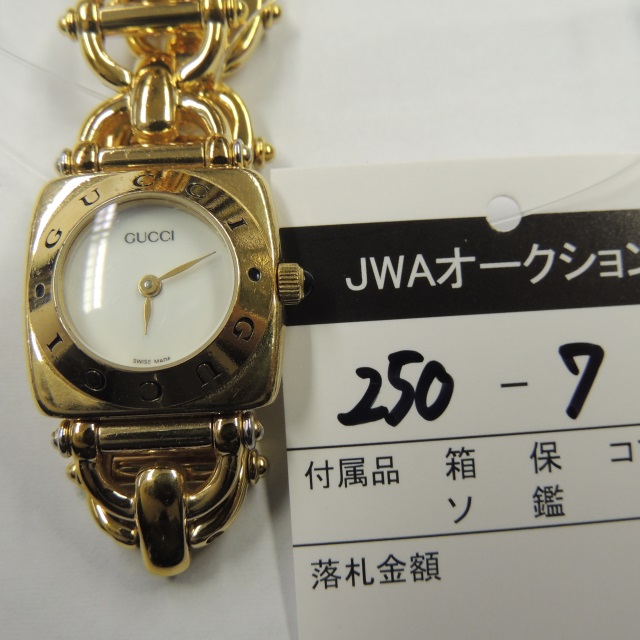 GUCCI
GUCCI
GUCCI
SWISS MADE
JWAオークション
250-7
付属品 箱 保 コ
ソ 鑑
落札金額